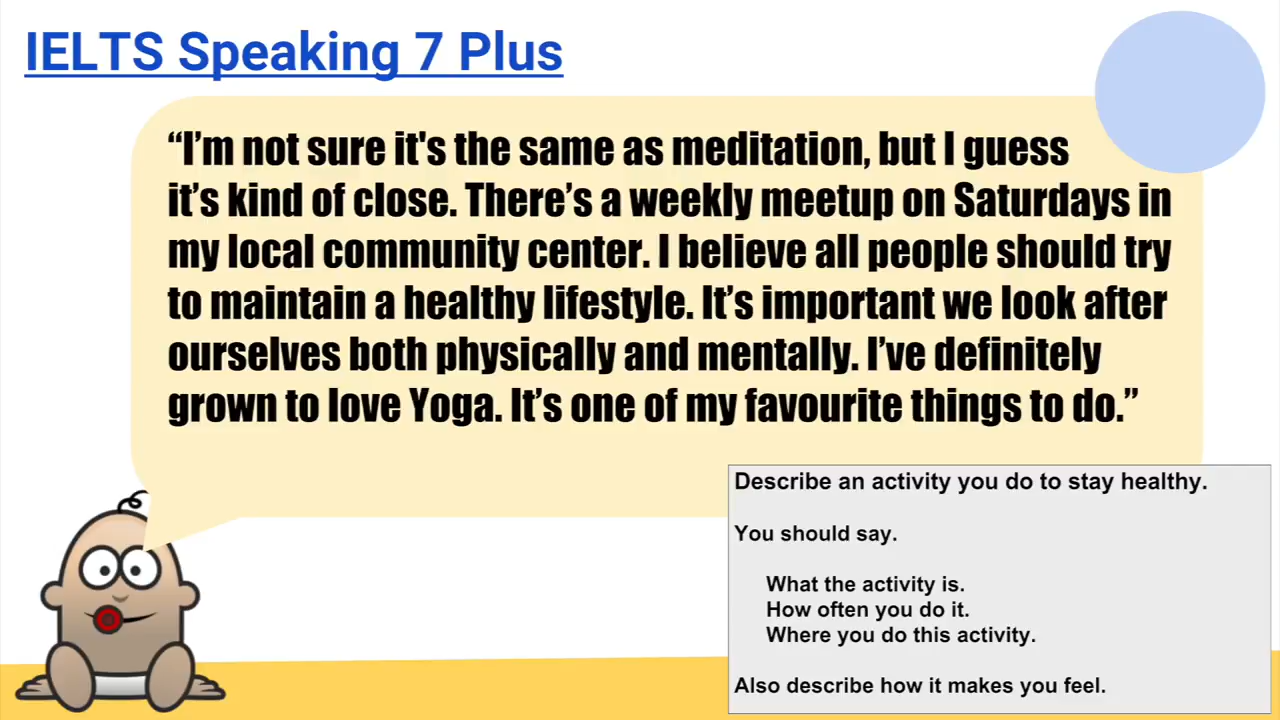 IELTS Speaking 7 Plus
“I’m not sure it's the same as meditation, but I guess
it’s kind of close. There’s a weekly meetup on Saturdays in
my local community center. I believe all people should try
to maintain a healthy lifestyle. It’s important we look after
ourselves both physically and mentally. I’ve definitely
grown to love Yoga. It’s one of my favourite things to do.”
Describe an activity you do to stay healthy.
You should say.
What the activity is.
How often you do it.
Where you do this activity.
Also describe how it makes you feel.